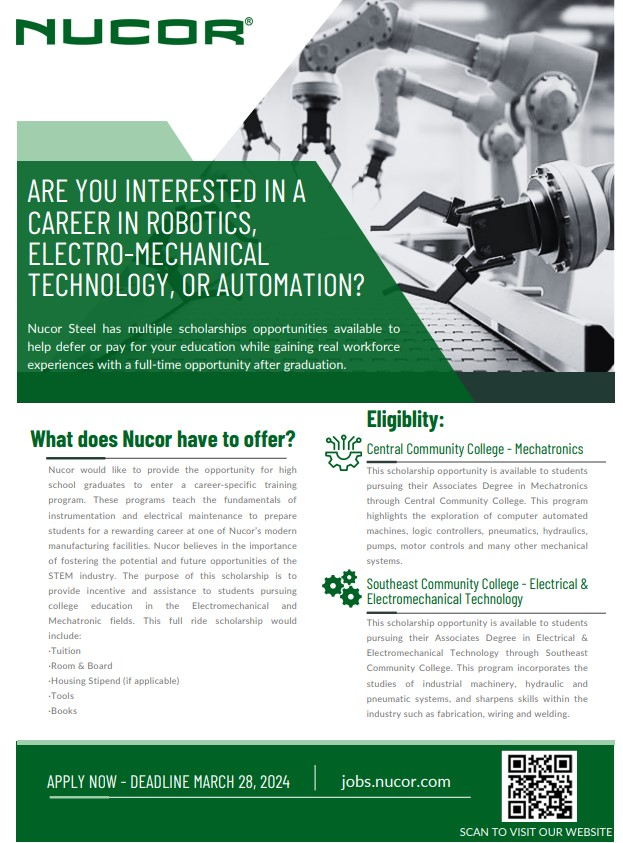 NUCOR®
ARE YOU INTERESTED IN A
CAREER IN ROBOTICS,
ELECTRO-MECHANICAL
TECHNOLOGY, OR AUTOMATION?
Nucor Steel has multiple scholarships opportunities available to
help defer or pay for your education while gaining real workforce
experiences with a full-time opportunity after graduation.
What does Nucor have to offer?
Nucor would like to provide the opportunity for high
school graduates to enter a career-specific training
program. These programs teach the fundamentals of
instrumentation and electrical maintenance to prepare
students for a rewarding career at one of Nucor's modern
manufacturing facilities. Nucor believes in the importance
of fostering the potential and future opportunities of the
STEM industry. The purpose of this scholarship is to
provide incentive and assistance to students pursuing
college education in the Electromechanical and
Mechatronic fields. This full ride scholarship would
include:
·Tuition
·Room & Board
·Housing Stipend (if applicable)
·Tools
·Books
Eligiblity:
Central Community College - Mechatronics
This scholarship opportunity is available to students
pursuing their Associates Degree in Mechatronics
through Central Community College. This program
highlights the exploration of computer automated
machines, logic controllers, pneumatics, hydraulics,
pumps, motor controls and many other mechanical
systems.
Southeast Community College - Electrical &
Electromechanical Technology
This scholarship opportunity is available to students
pursuing their Associates Degree in Electrical &
Electromechanical Technology through Southeast
Community College. This program incorporates the
studies of industrial machinery, hydraulic and
pneumatic systems, and sharpens skills within the
industry such as fabrication, wiring and welding.
APPLY NOW - DEADLINE MARCH 28, 2024
jobs.nucor.com
SCAN TO VISIT OUR WEBSITE